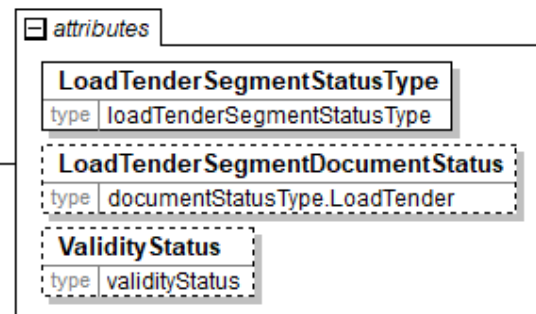 attributes
LoadTenderSegmentStatusType
type loadTenderSegmentStatusType
LoadTenderSegmentDocumentStatus
type documentStatusType.LoadTender
ValidityStatus
type validityStatus